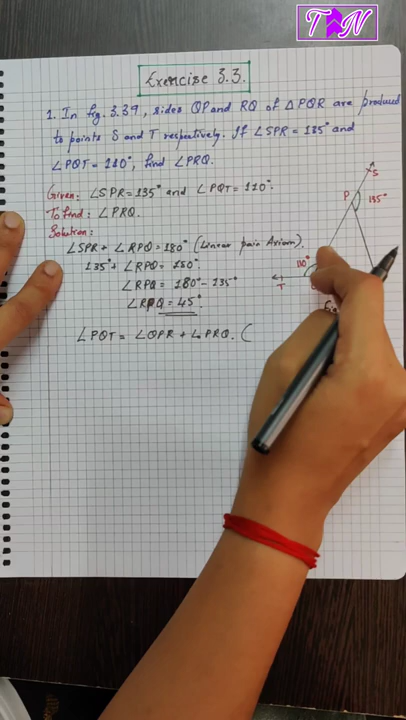 T N
Exercise 3.3.
1. In fig. 3.39, sides QP and RQ of △PQR are produced
to points S and T respectively. If ∠SPR = 135° and
∠PQT = 110°, find ∠PRQ.
Given: ∠SPR = 135° and ∠PQT = 110°.
To find: ∠PRQ.
Solution:
∠SPR + ∠RPQ = 180° (Linear pair Axiom).
135° + ∠RPQ = 180°.
∠RPQ = 180° - 135°
∠RPQ = 45°.
∠PQT = ∠QPR + ∠PRQ. (
S
P
135°
110°
T